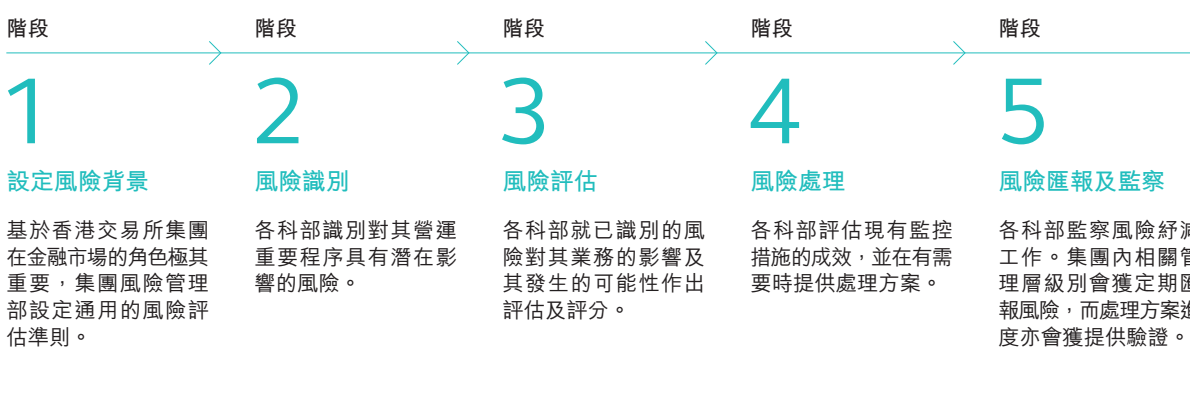 階段
1
設定風險背景
基於香港交易所集團
在金融市場的角色極其
重要，集團風險管理
部設定通用的風險評
估準則。
階段
2
風險識別
各科部識別對其營運
重要程序具有潛在影
響的風險。
階段
3
風險評估
各科部就已識別的風
險對其業務的影響及
其發生的可能性作出
評估及評分。
階段
4
風險處理
各科部評估現有監控
措施的成效，並在有需
要時提供處理方案。
階段
5
風險匯報及監察
各科部監察風險紓減
工作。集團內相關管
理層級別會獲定期匯
報風險，而處理方案進
度亦會獲提供驗證。